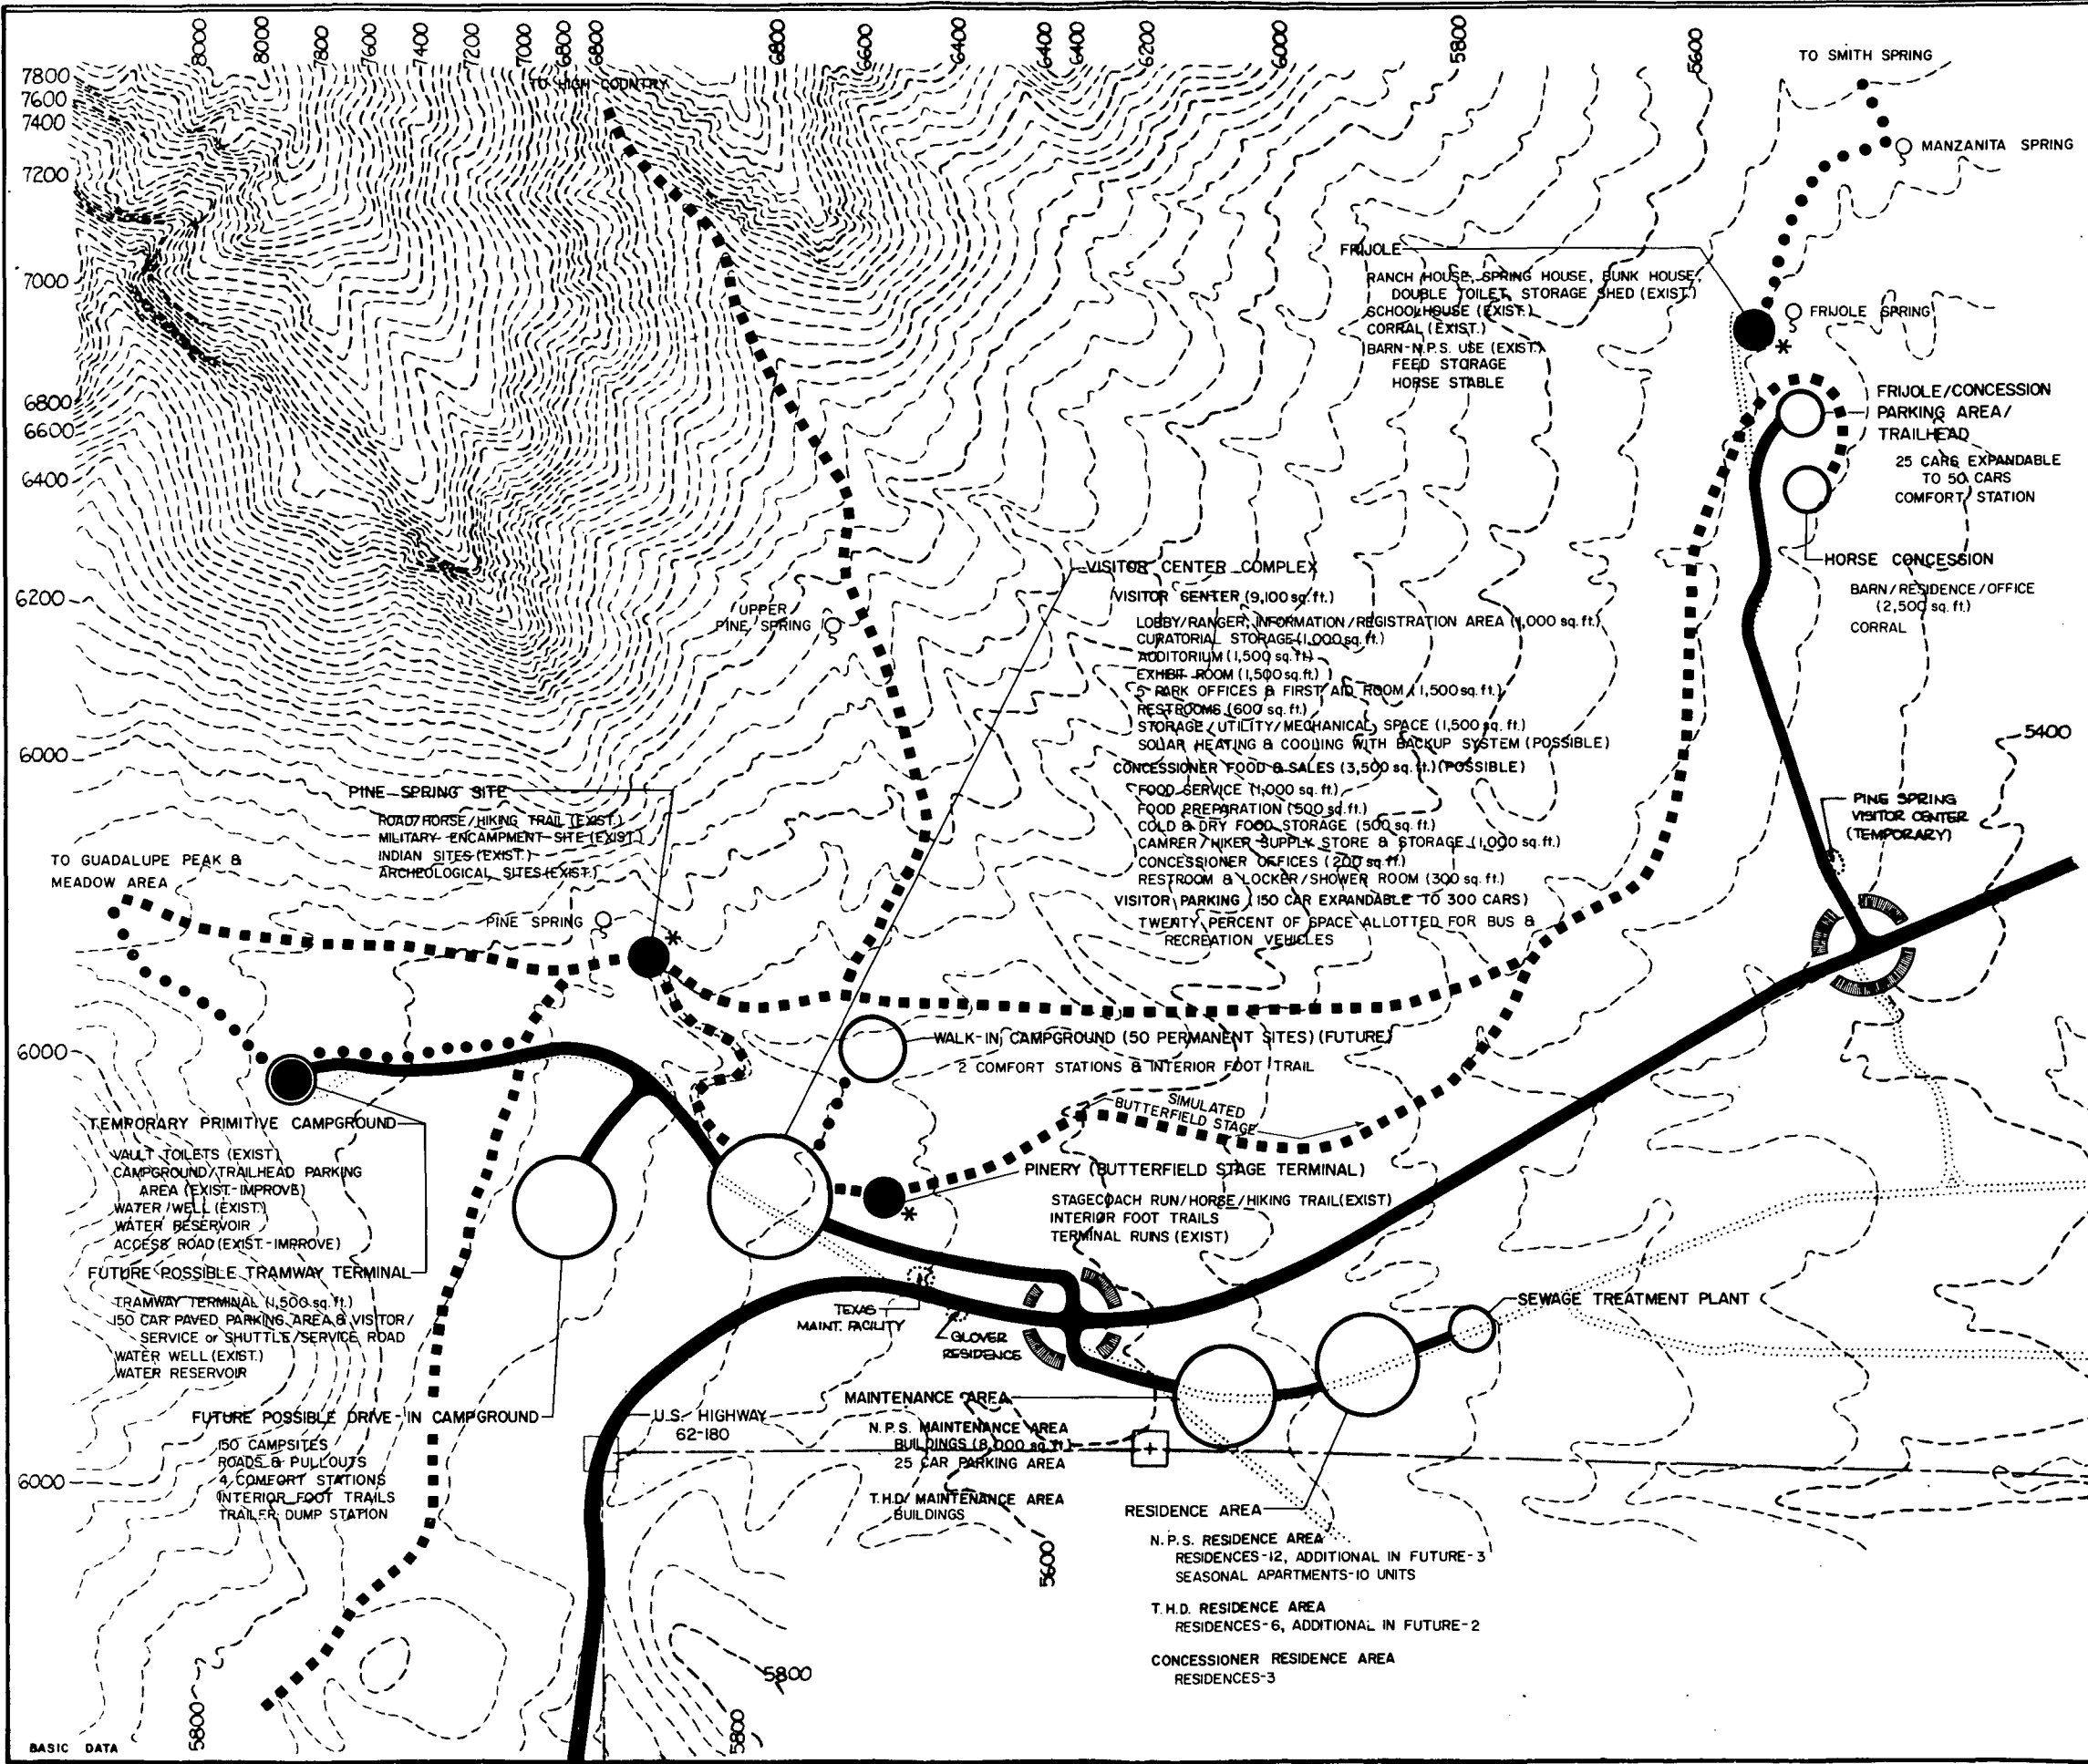 8000
8000
7800
7600
7400
7200
7000
6800
6800
6800
6600
6400
6400
6400
6200
6000
5800
5600
TO SMITH SPRING
7800
7600
7400
7200
7000
6800
6600
6400
6200
6000
6000
6000
TO HIGH COUNTRY
MANZANITA SPRING
FRIJOLE
RANCH HOUSE, SPRING HOUSE, BUNK HOUSE,
DOUBLE TOILET, STORAGE SHED (EXIST.)
SCHOOLHOUSE (EXIST.)
CORRAL (EXIST.)
BARN-N.P.S. USE (EXIST.)
FEED STORAGE
HORSE STABLE
FRIJOLE SPRING
*
FRIJOLE/CONCESSION
PARKING AREA/
TRAILHEAD
25 CARS EXPANDABLE
TO 50 CARS
COMFORT STATION
HORSE CONCESSION
BARN/RESIDENCE/OFFICE
(2,500 sq. ft.)
CORRAL
UPPER
PINE SPRING
VISITOR CENTER COMPLEX
VISITOR CENTER (9,100 sq. ft.)
LOBBY/RANGER, INFORMATION/REGISTRATION AREA (1,000 sq. ft.)
CURATORIAL STORAGE (1,000 sq. ft.)
AUDITORIUM (1,500 sq. ft.)
EXHIBIT ROOM (1,500 sq. ft.)
5 PARK OFFICES & FIRST AID ROOM (1,500 sq. ft.)
RESTROOMS (600 sq. ft.)
STORAGE/UTILITY/MECHANICAL SPACE (1,500 sq. ft.)
SOLAR HEATING & COOLING WITH BACKUP SYSTEM (POSSIBLE)
CONCESSIONER FOOD & SALES (3,500 sq. ft.) (POSSIBLE)
FOOD SERVICE (1,000 sq. ft.)
FOOD PREPARATION (500 sq. ft.)
COLD & DRY FOOD STORAGE (500 sq. ft.)
CAMPER/HIKER SUPPLY STORE & STORAGE (1,000 sq. ft.)
CONCESSIONER OFFICES (200 sq. ft.)
RESTROOM & LOCKER/SHOWER ROOM (300 sq. ft.)
VISITOR PARKING (150 CAR EXPANDABLE TO 300 CARS)
TWENTY PERCENT OF SPACE ALLOTTED FOR BUS &
RECREATION VEHICLES
5400
PINE SPRING
VISITOR CENTER
(TEMPORARY)
PINE SPRING SITE
ROAD/HORSE/HIKING TRAIL (EXIST.)
MILITARY ENCAMPMENT SITE (EXIST.)
INDIAN SITES (EXIST.)
ARCHEOLOGICAL SITES (EXIST.)
TO GUADALUPE PEAK &
MEADOW AREA
PINE SPRING
*
WALK-IN CAMPGROUND (50 PERMANENT SITES) (FUTURE)
2 COMFORT STATIONS & INTERIOR FOOT TRAIL
SIMULATED
BUTTERFIELD STAGE
TEMPORARY PRIMITIVE CAMPGROUND
VAULT TOILETS (EXIST)
CAMPGROUND/TRAILHEAD PARKING
AREA (EXIST.-IMPROVE)
WATER WELL (EXIST.)
WATER RESERVOIR
ACCESS ROAD (EXIST.-IMPROVE)
FUTURE POSSIBLE TRAMWAY TERMINAL
TRAMWAY TERMINAL (1,500 sq. ft.)
150 CAR PAVED PARKING AREA & VISITOR/
SERVICE or SHUTTLE/SERVICE ROAD
WATER WELL (EXIST.)
WATER RESERVOIR
PINERY (BUTTERFIELD STAGE TERMINAL)
STAGECOACH RUN/HORSE/HIKING TRAIL (EXIST)
INTERIOR FOOT TRAILS
TERMINAL RUINS (EXIST)
*
TEXAS
MAINT. FACILITY
GLOVER
RESIDENCE
SEWAGE TREATMENT PLANT
FUTURE POSSIBLE DRIVE-IN CAMPGROUND
150 CAMPSITES
ROADS & PULLOUTS
4 COMFORT STATIONS
INTERIOR FOOT TRAILS
TRAILER DUMP STATION
U.S. HIGHWAY
62-180
MAINTENANCE AREA
N.P.S. MAINTENANCE AREA
BUILDINGS (8,000 sq. ft.)
25 CAR PARKING AREA
T.H.D. MAINTENANCE AREA
BUILDINGS
RESIDENCE AREA
N.P.S. RESIDENCE AREA
RESIDENCES-12, ADDITIONAL IN FUTURE-3
SEASONAL APARTMENTS-10 UNITS
T.H.D. RESIDENCE AREA
RESIDENCES-6, ADDITIONAL IN FUTURE-2
CONCESSIONER RESIDENCE AREA
RESIDENCES-3
5600
5800
5800
5800
BASIC DATA